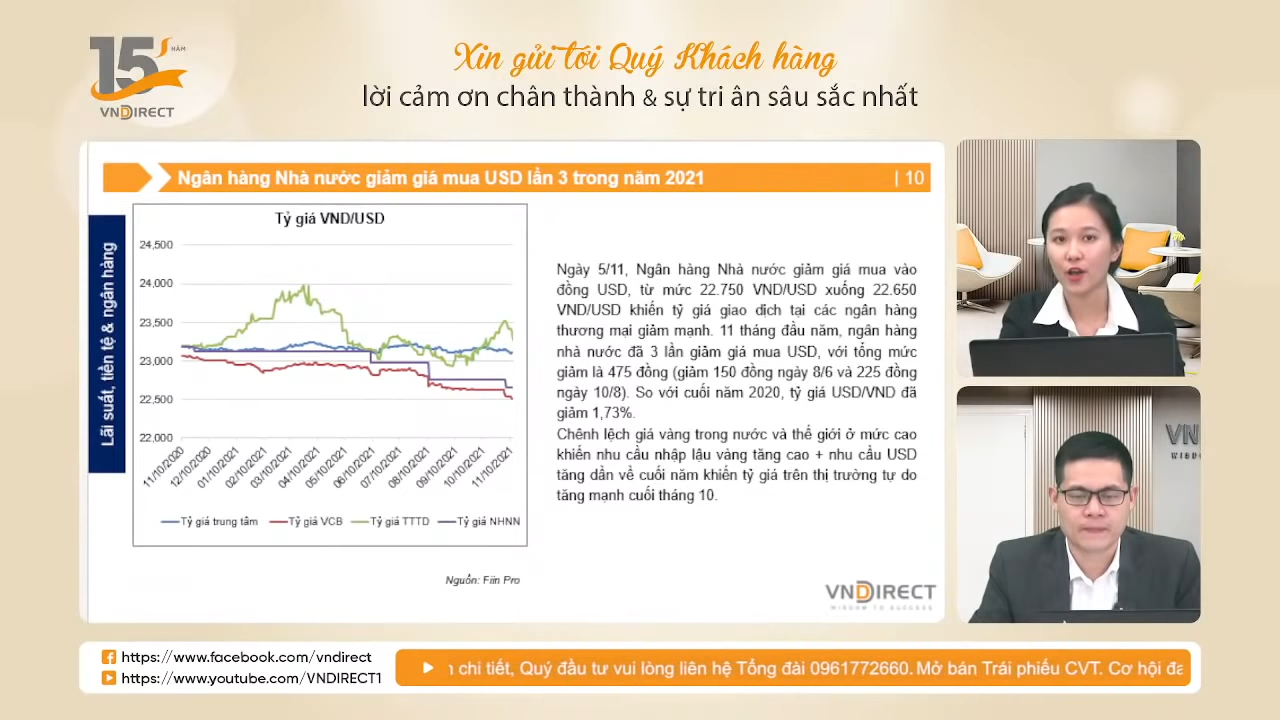 15 NĂM
VNDIRECT
Xin gửi tới Quý Khách hàng
lời cảm ơn chân thành & sự tri ân sâu sắc nhất
Ngân hàng Nhà nước giảm giá mua USD lần 3 trong năm 2021
| 10
Lãi suất, tiền tệ & ngân hàng
Tỷ giá VND/USD
24,500
24,000
23,500
23,000
22,500
22,000
11/10/2020
12/10/2020
01/10/2021
02/10/2021
03/10/2021
04/10/2021
05/10/2021
06/10/2021
07/10/2021
08/10/2021
09/10/2021
10/10/2021
11/10/2021
Tỷ giá trung tâm
Tỷ giá VCB
Tỷ giá TTTD
Tỷ giá NHNN
Nguồn: Fiin Pro
Ngày 5/11, Ngân hàng Nhà nước giảm giá mua vào
đồng USD, từ mức 22.750 VND/USD xuống 22.650
VND/USD khiến tỷ giá giao dịch tại các ngân hàng
thương mại giảm mạnh. 11 tháng đầu năm, ngân hàng
nhà nước đã 3 lần giảm giá mua USD, với tổng mức
giảm là 475 đồng (giảm 150 đồng ngày 8/6 và 225 đồng
ngày 10/8). So với cuối năm 2020, tỷ giá USD/VND đã
giảm 1,73%.
Chênh lệch giá vàng trong nước và thế giới ở mức cao
khiến nhu cầu nhập lậu vàng tăng cao + nhu cầu USD
tăng dần về cuối năm khiến tỷ giá trên thị trường tự do
tăng mạnh cuối tháng 10.
VNDIRECT
WISDOM TO SUCCESS
VN
WISDOM
https://www.facebook.com/vndirect
https://www.youtube.com/VNDIRECT1
chi tiết, Quý đầu tư vui lòng liên hệ Tổng đài 0961772660. Mở bán Trái phiếu CVT. Cơ hội